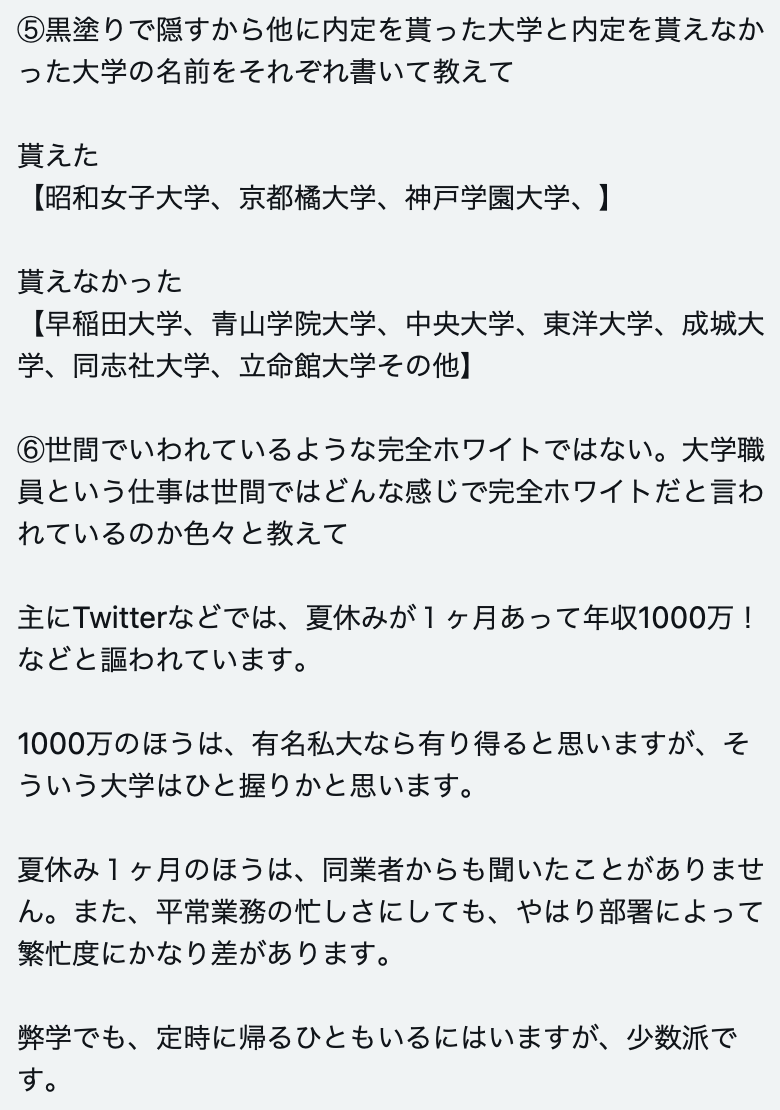 ⑤黒塗りで隠すから他に内定を貰った大学と内定を貰えなか
った大学の名前をそれぞれ書いて教えて
貰えた
【昭和女子大学、京都橘大学、神戸学園大学、】
貰えなかった
【早稲田大学、青山学院大学、中央大学、東洋大学、成城大
学、同志社大学、立命館大学その他】
⑥世間でいわれているような完全ホワイトではない。大学職
員という仕事は世間ではどんな感じで完全ホワイトだと言わ
れているのか色々と教えて
主にTwitterなどでは、夏休みが１ヶ月あって年収1000万！
などと謳われています。
1000万のほうは、有名私大なら有り得ると思いますが、そ
ういう大学はひと握りかと思います。
夏休み１ヶ月のほうは、同業者からも聞いたことがありませ
ん。また、平常業務の忙しさにしても、やはり部署によって
繁忙度にかなり差があります。
弊学でも、定時に帰るひともいるにはいますが、少数派で
す。